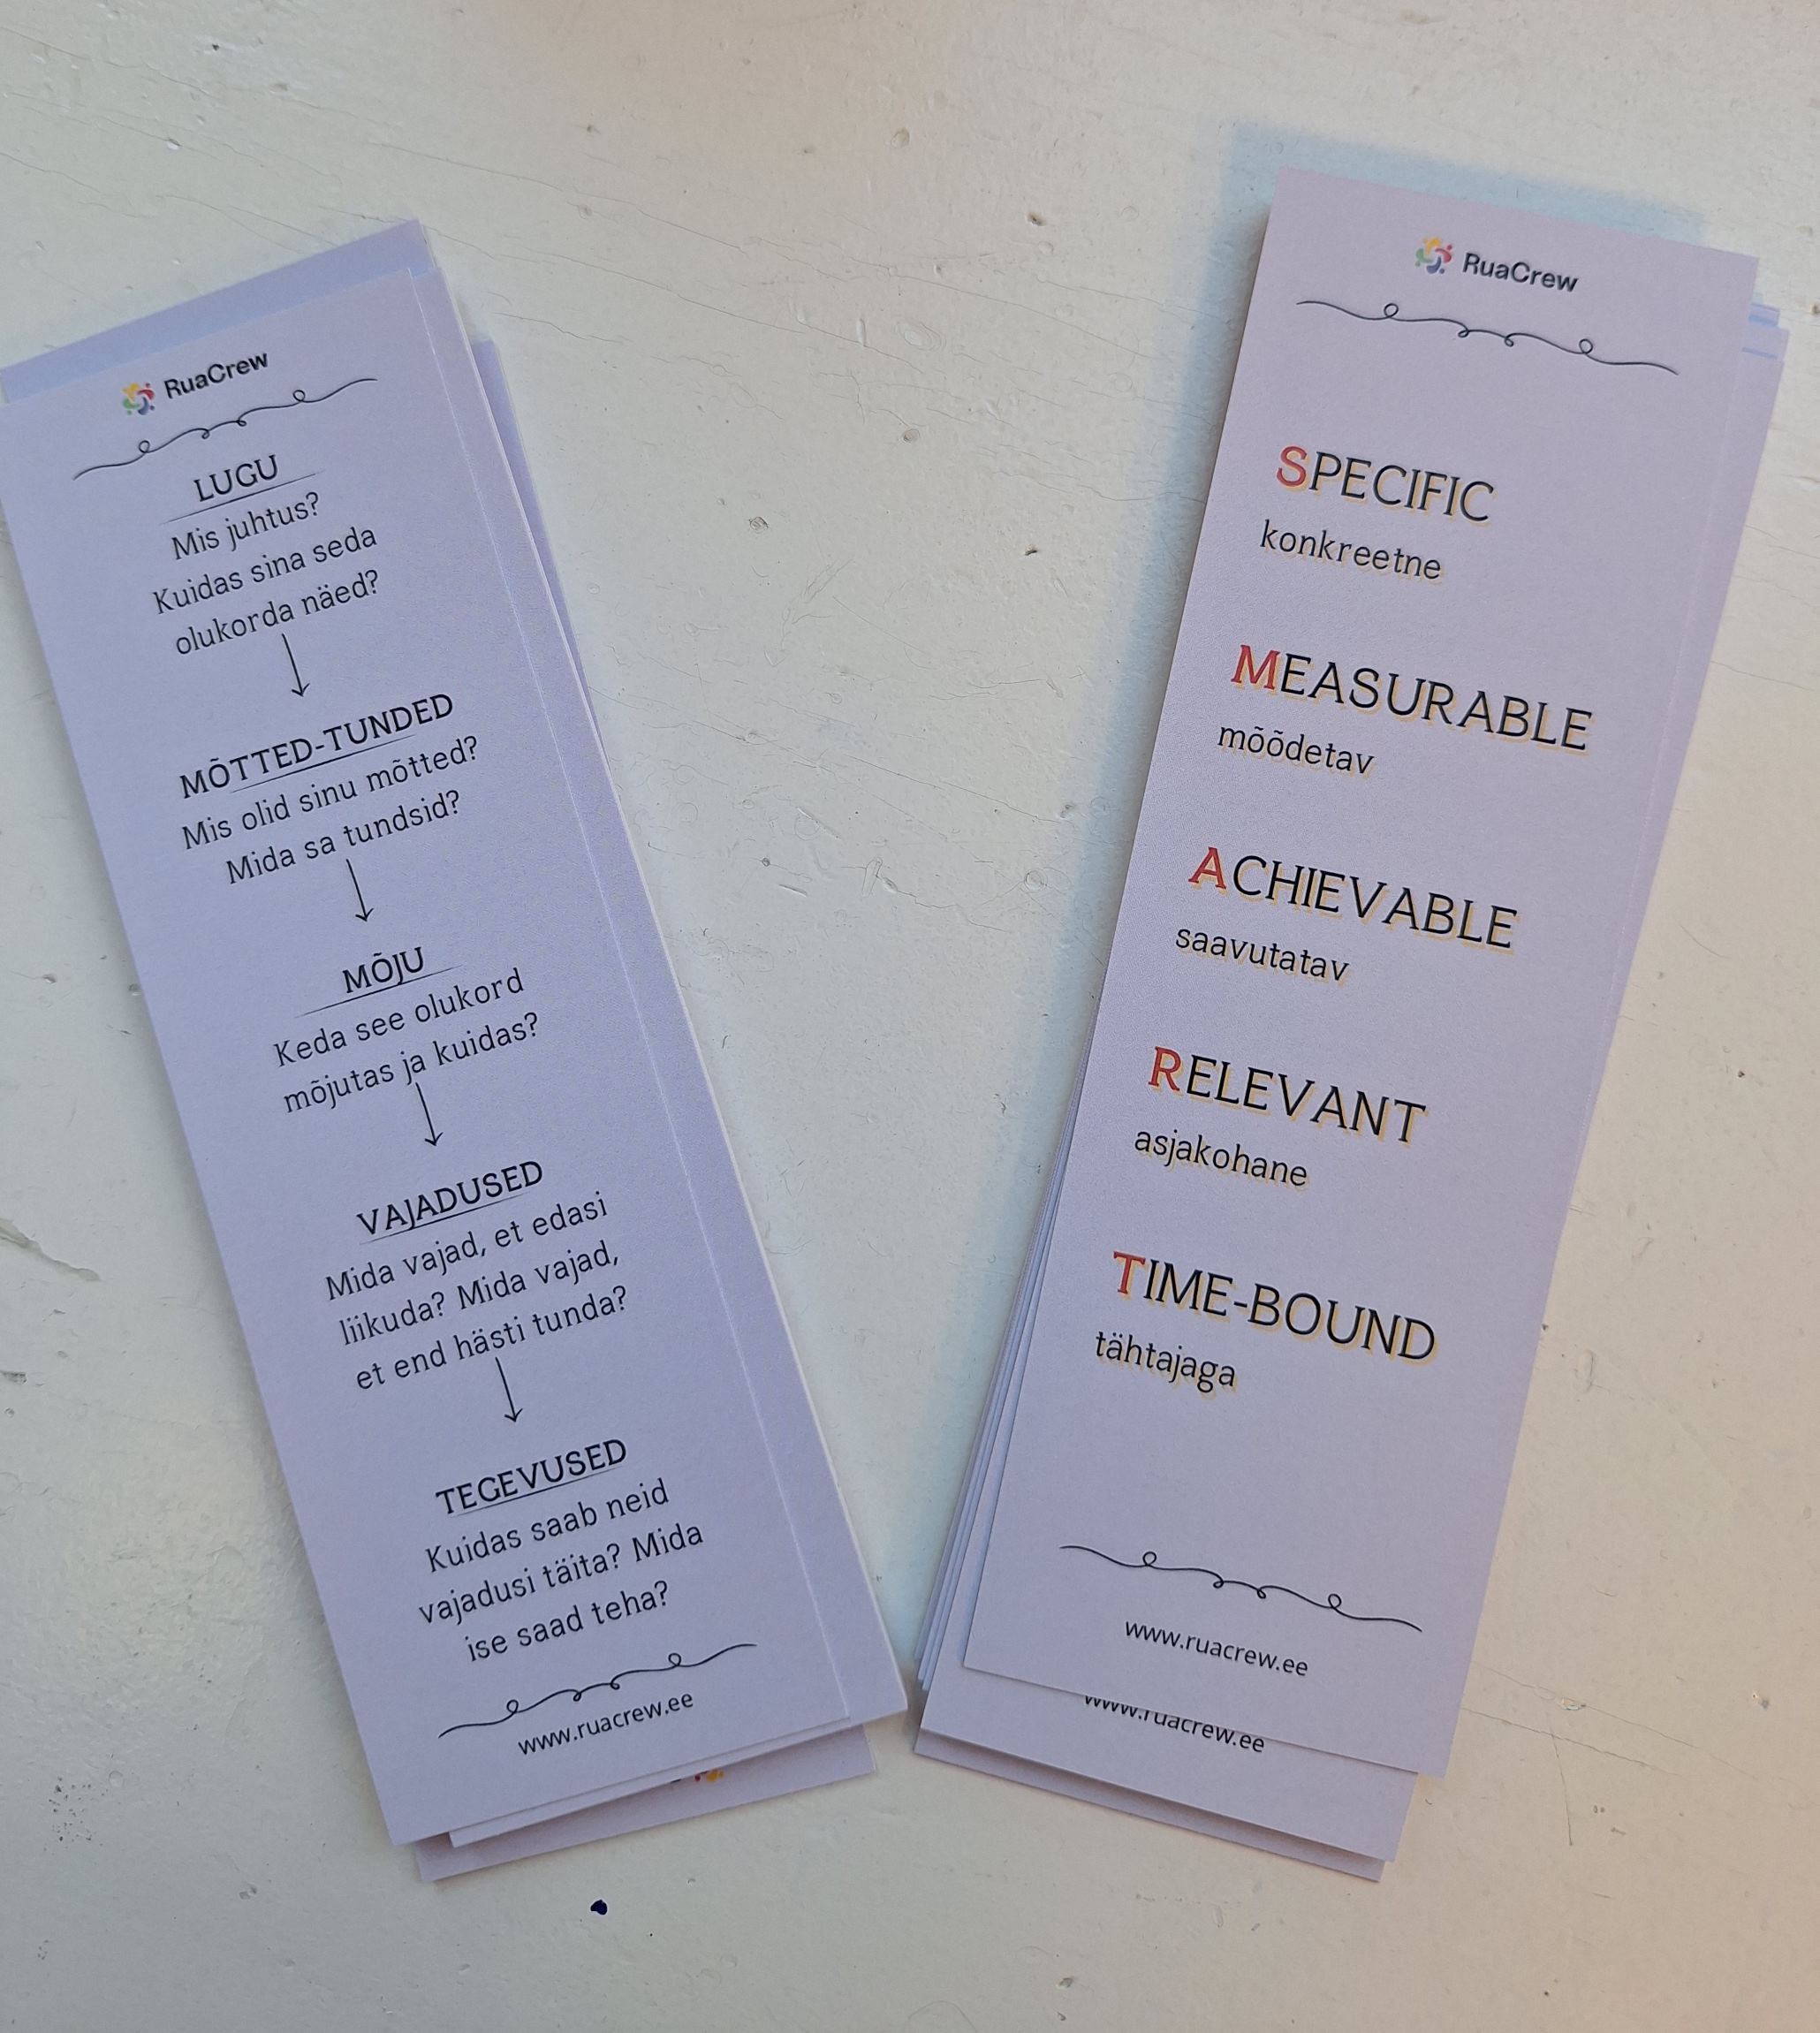 RuaCrew
LUGU
Mis juhtus?
Kuidas sina seda
olukorda näed?
MÕTTED-TUNDED
Mis olid sinu mõtted?
Mida sa tundsid?
MÕJU
Keda see olukord
mõjutas ja kuidas?
VAJADUSED
Mida vajad, et edasi
liikuda? Mida vajad,
et end hästi tunda?
TEGEVUSED
Kuidas saab neid
vajadusi täita? Mida
ise saad teha?
www.ruacrew.ee
RuaCrew
SPECIFIC
konkreetne
MEASURABLE
mõõdetav
ACHIEVABLE
saavutatav
RELEVANT
asjakohane
TIME-BOUND
tähtajaga
www.ruacrew.ee
www.ruacrew.ee